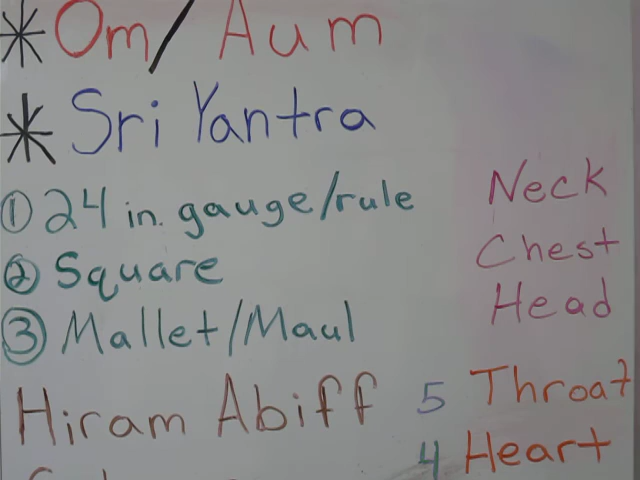 * Om/Aum
* Sri Yantra
① 24 in. gauge/rule
Neck
② Square
Chest
③ Mallet/Maul
Head
Hiram Abiff
5 Throat
4 Heart